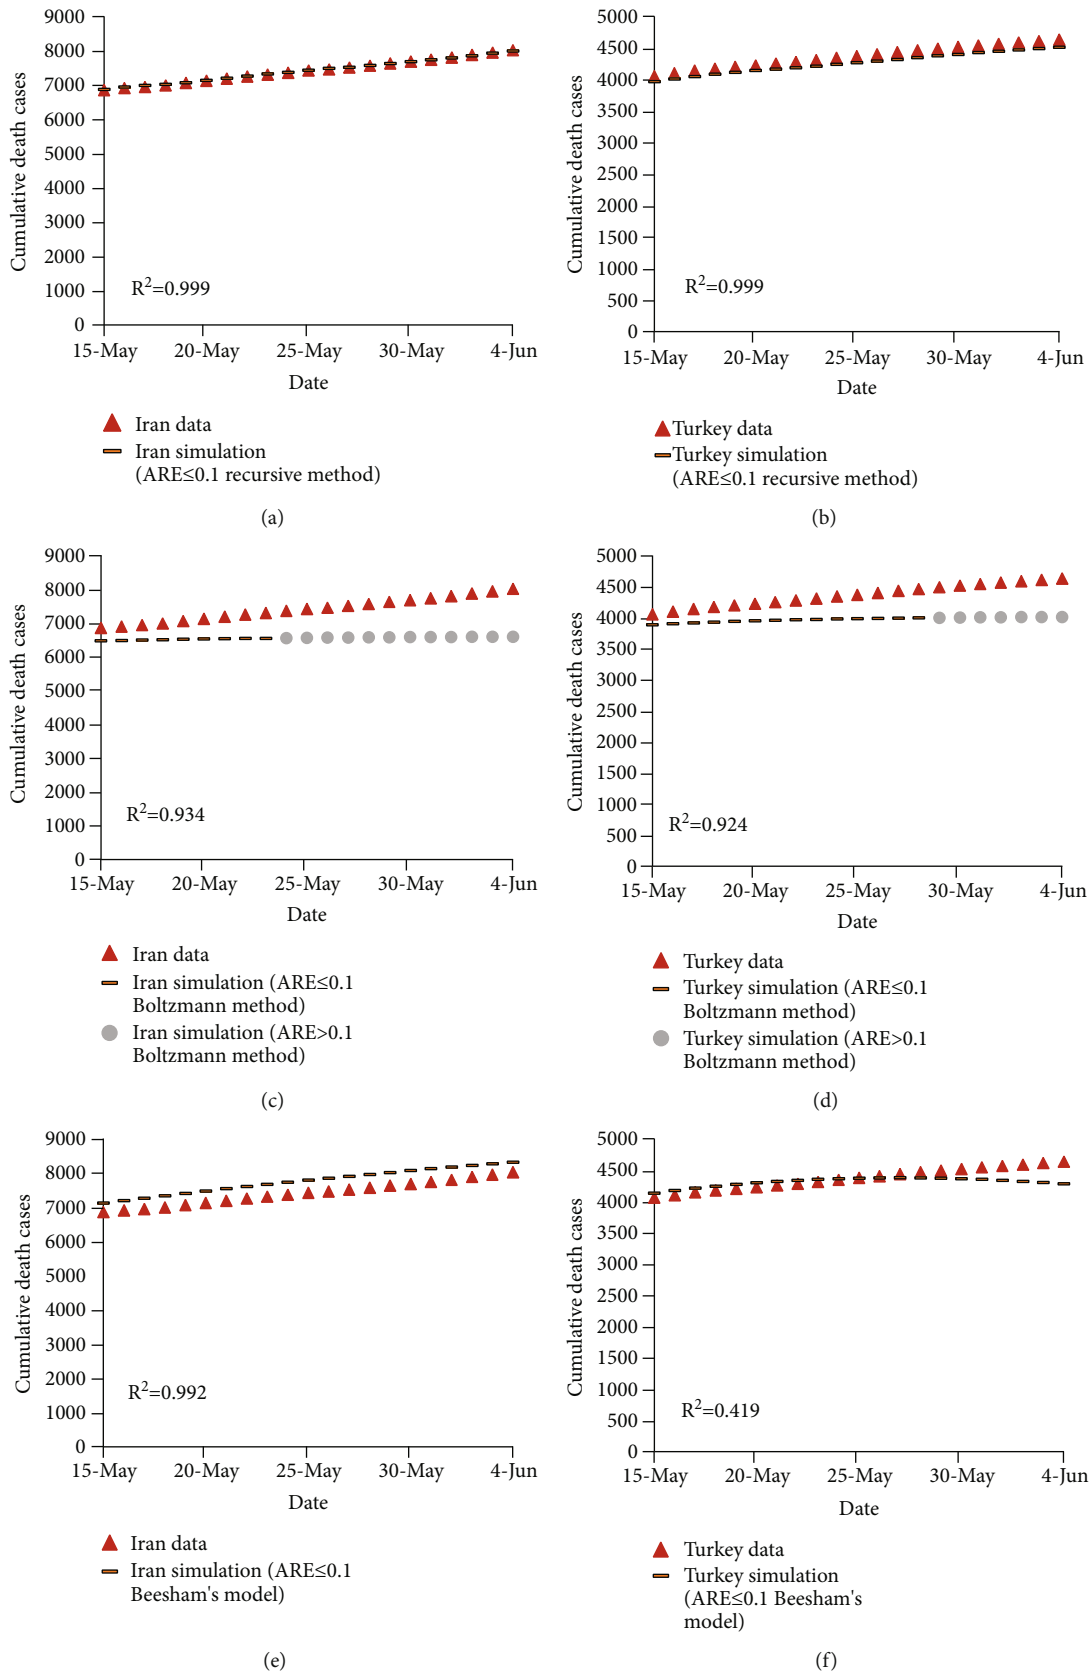 9000
8000
7000
6000
5000
4000
3000
2000
1000
0
Cumulative death cases
R²=0.999
15-May 20-May 25-May 30-May 4-Jun
Date
Iran data
Iran simulation
(ARE≤0.1 recursive method)
(a)
5000
4500
4000
3500
3000
2500
2000
1500
1000
500
0
Cumulative death cases
R²=0.999
15-May 20-May 25-May 30-May 4-Jun
Date
Turkey data
Turkey simulation
(ARE≤0.1 recursive method)
(b)
9000
8000
7000
6000
5000
4000
3000
2000
1000
0
Cumulative death cases
R²=0.934
15-May 20-May 25-May 30-May 4-Jun
Date
Iran data
Iran simulation (ARE≤0.1
Boltzmann method)
Iran simulation (ARE>0.1
Boltzmann method)
(c)
5000
4500
4000
3500
3000
2500
2000
1500
1000
500
0
Cumulative death cases
R²=0.924
15-May 20-May 25-May 30-May 4-Jun
Date
Turkey data
Turkey simulation (ARE≤0.1
Boltzmann method)
Turkey simulation (ARE>0.1
Boltzmann method)
(d)
9000
8000
7000
6000
5000
4000
3000
2000
1000
0
Cumulative death cases
R²=0.992
15-May 20-May 25-May 30-May 4-Jun
Date
Iran data
Iran simulation (ARE≤0.1
Beesham's model)
(e)
5000
4500
4000
3500
3000
2500
2000
1500
1000
500
0
Cumulative death cases
R²=0.419
15-May 20-May 25-May 30-May 4-Jun
Date
Turkey data
Turkey simulation
(ARE≤0.1 Beesham's
model)
(f)